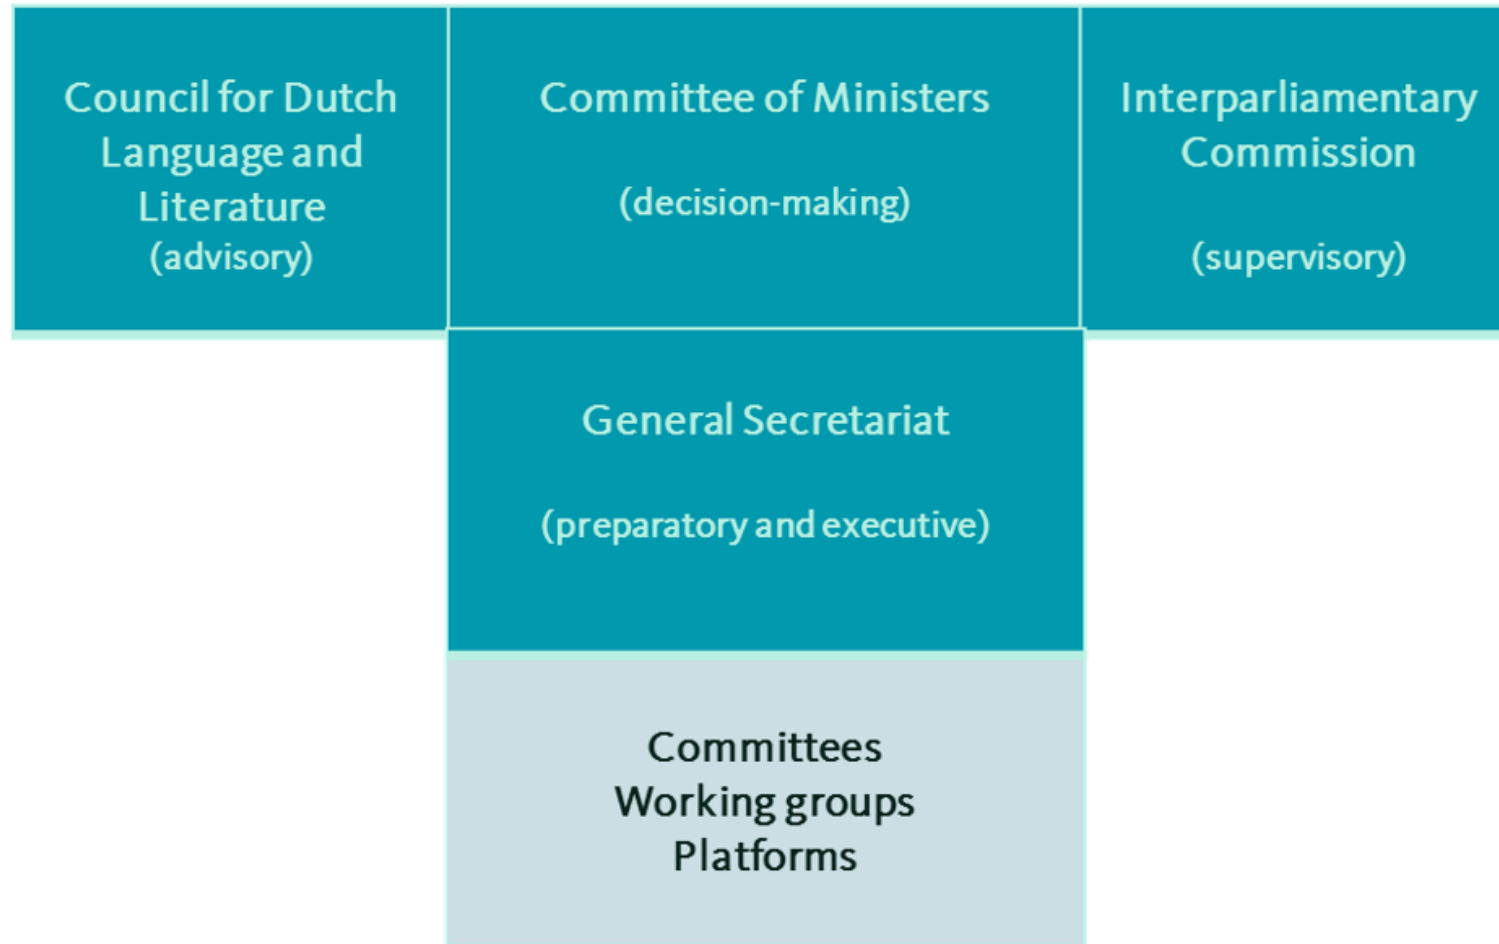 Council for Dutch
Language and
Literature
(advisory)
Committee of Ministers
(decision-making)
Interparliamentary
Commission
(supervisory)
General Secretariat
(preparatory and executive)
Committees
Working groups
Platforms